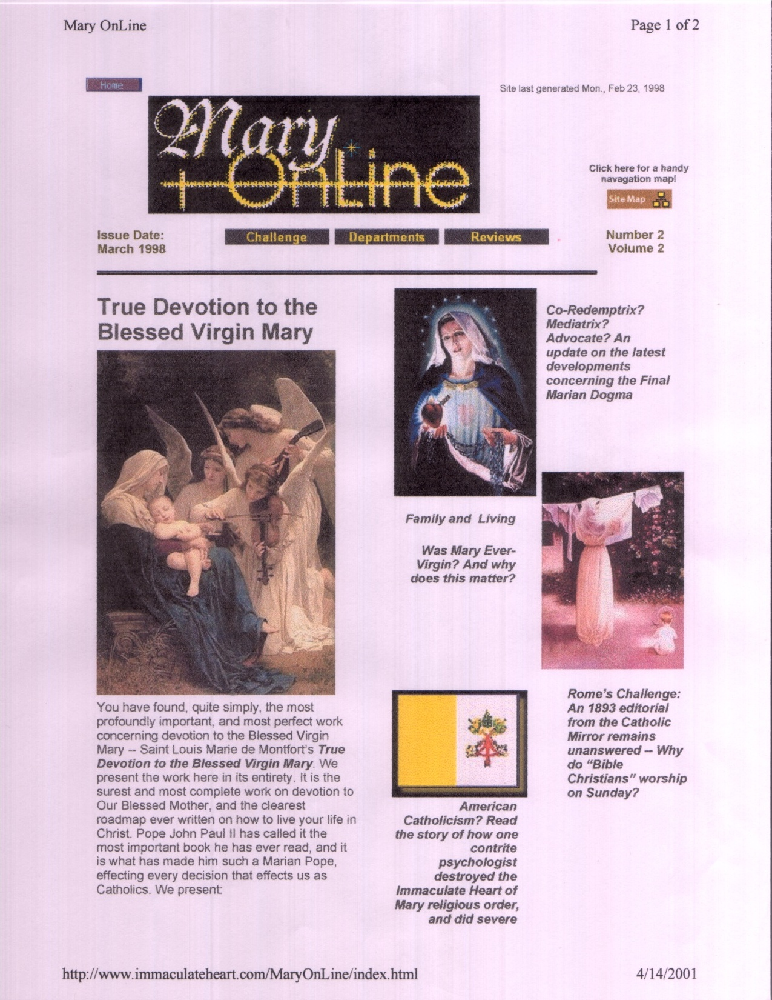 Mary OnLine
Page 1 of 2
Home
Site last generated Mon., Feb 23, 1998
Mary
OnLine
Click here for a handy
navagation map!
Site Map
Issue Date:
March 1998
Challenge
Departments
Reviews
Number 2
Volume 2
True Devotion to the
Blessed Virgin Mary
You have found, quite simply, the most
profoundly important, and most perfect work
concerning devotion to the Blessed Virgin
Mary -- Saint Louis Marie de Montfort's True
Devotion to the Blessed Virgin Mary. We
present the work here in its entirety. It is the
surest and most complete work on devotion to
Our Blessed Mother, and the clearest
roadmap ever written on how to live your life in
Christ. Pope John Paul II has called it the
most important book he has ever read, and it
is what has made him such a Marian Pope,
effecting every decision that effects us as
Catholics. We present:
Co-Redemptrix?
Mediatrix?
Advocate? An
update on the latest
developments
concerning the Final
Marian Dogma
Family and Living
Was Mary Ever-
Virgin? And why
does this matter?
Rome's Challenge:
An 1893 editorial
from the Catholic
Mirror remains
unanswered -- Why
do "Bible
Christians" worship
on Sunday?
American
Catholicism? Read
the story of how one
contrite
psychologist
destroyed the
Immaculate Heart of
Mary religious order,
and did severe
http://www.immaculateheart.com/MaryOnLine/index.html
4/14/2001